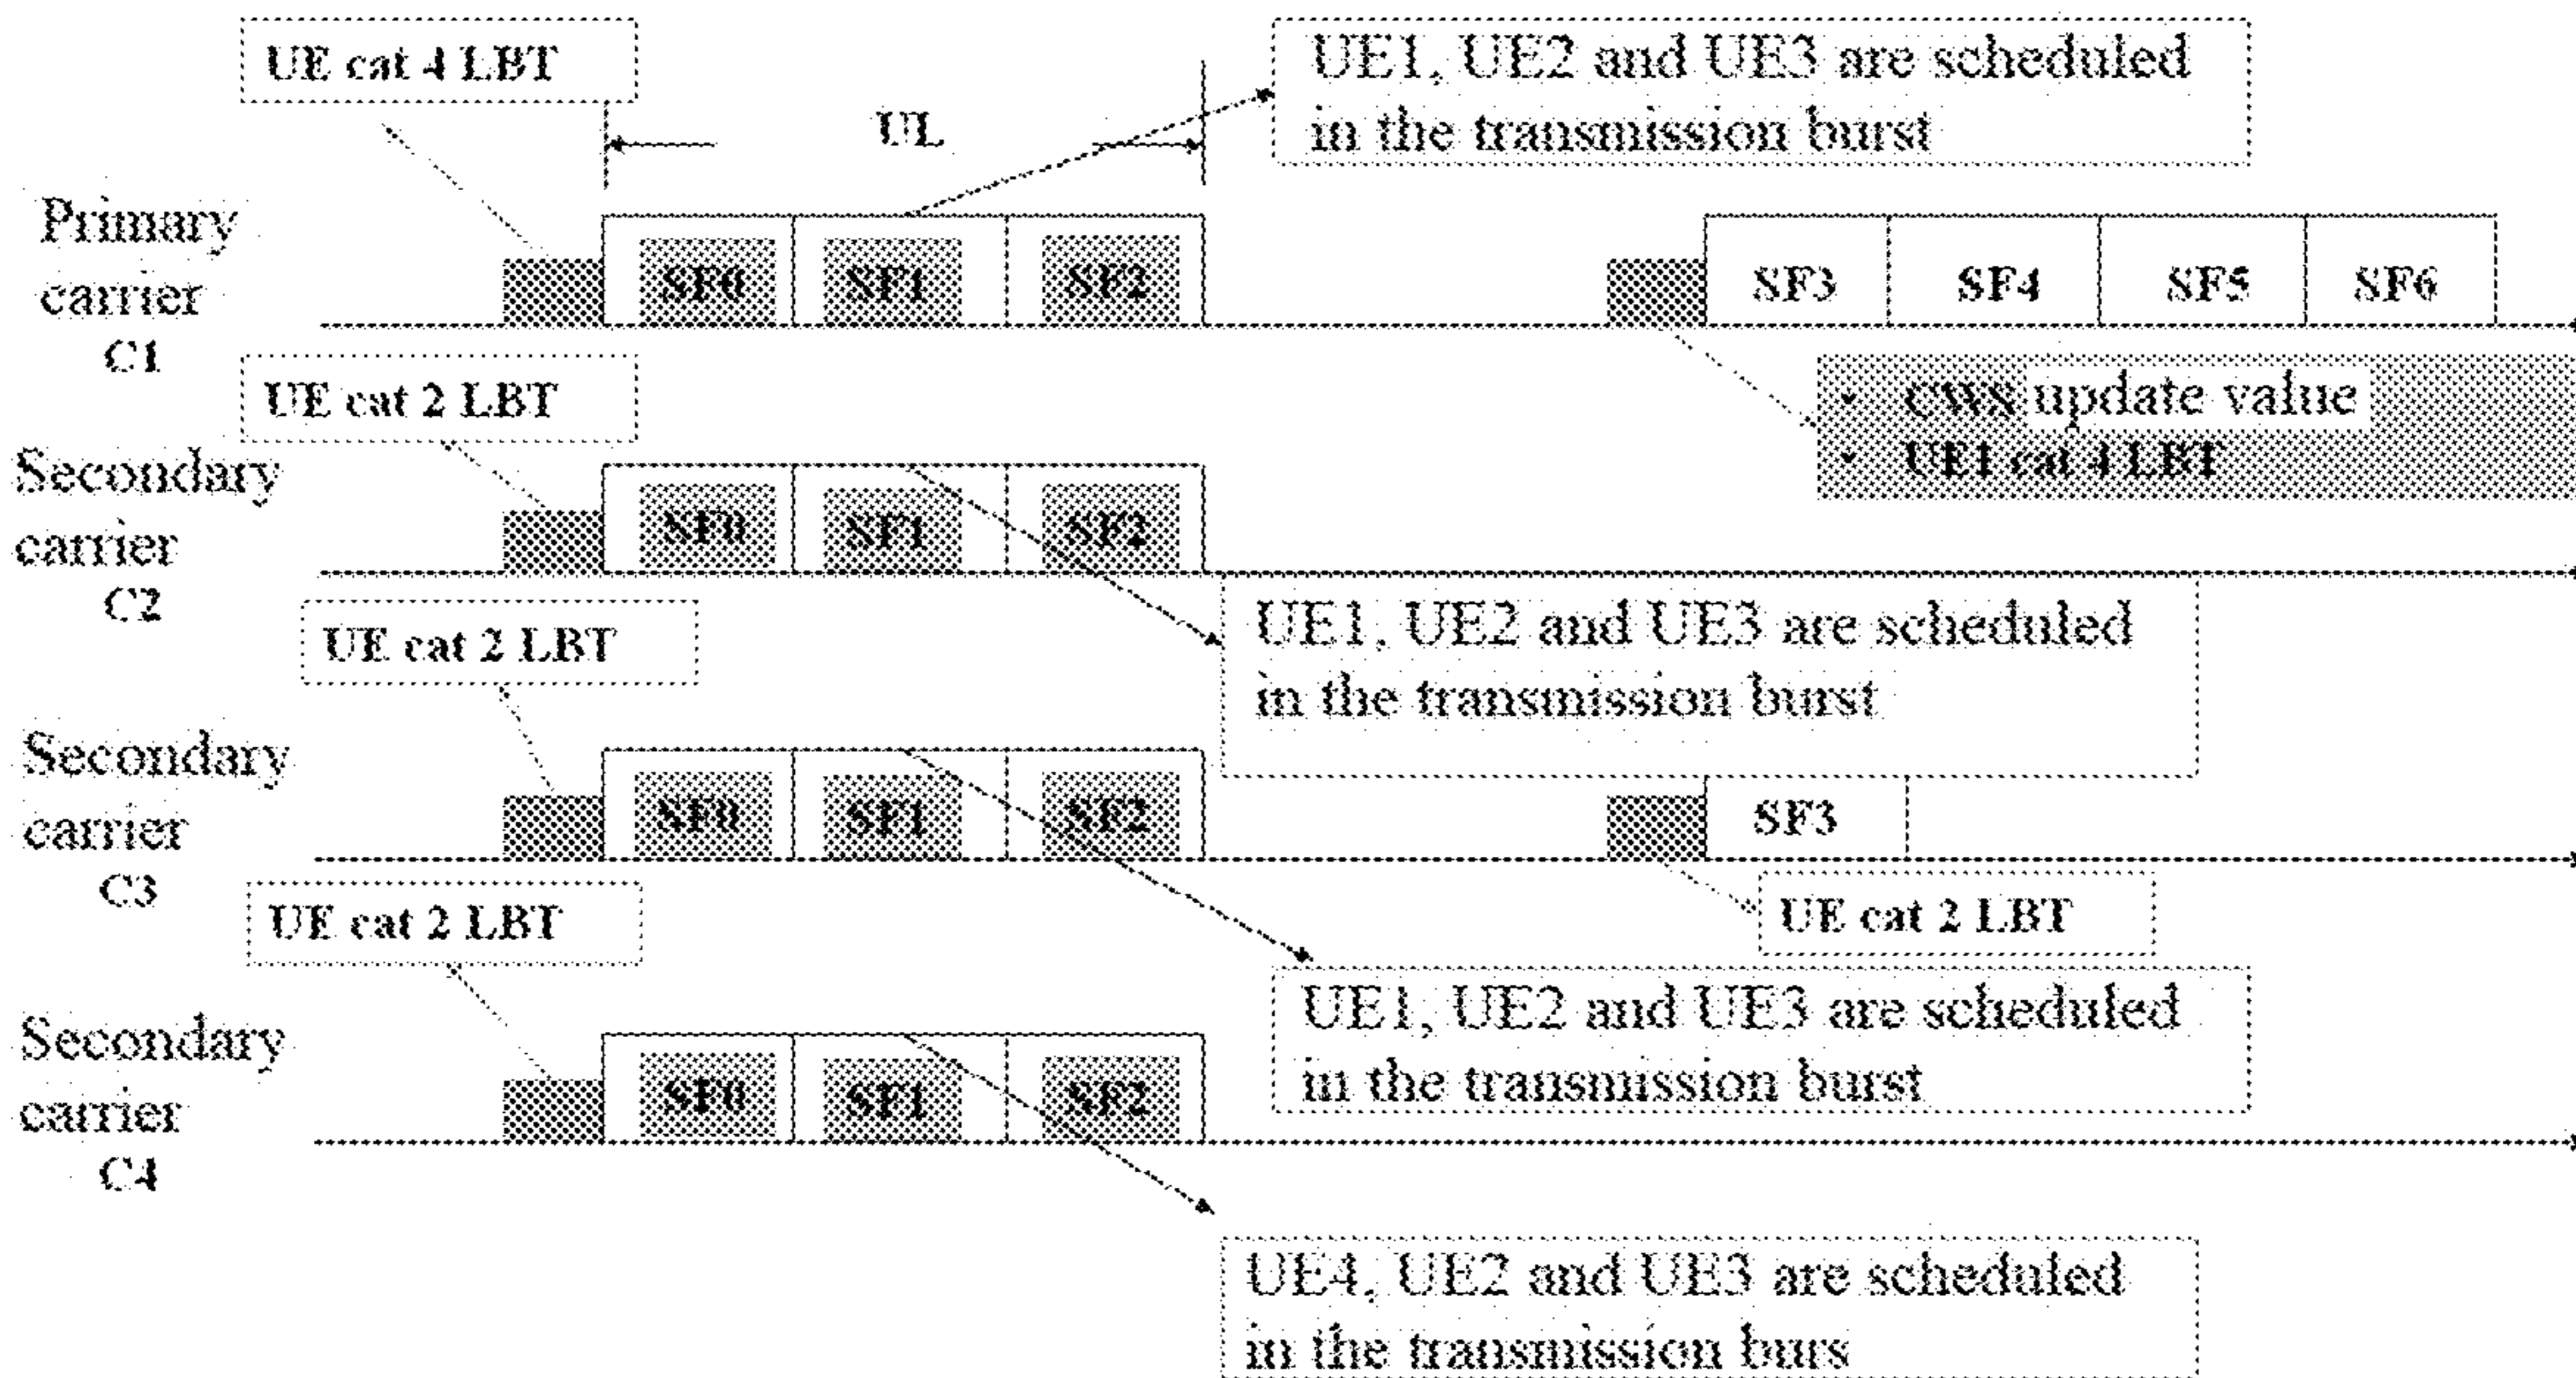 UE cat 4 LBT
UE1, UE2 and UE3 are scheduled
in the transmission burst
UL
Primary
carrier
C1
SF0 SF1 SF2
SF3 SF4 SF5 SF6
UE cat 2 LBT
• CWS update value
• UE1 cat 4 LBT
Secondary
carrier
C2
SF0 SF1 SF2
UE1, UE2 and UE3 are scheduled
in the transmission burst
UE cat 2 LBT
Secondary
carrier
C3
SF0 SF1 SF2
SF3
UE cat 2 LBT
UE cat 2 LBT
UE1, UE2 and UE3 are scheduled
in the transmission burst
Secondary
carrier
C4
SF0 SF1 SF2
UE4, UE2 and UE3 are scheduled
in the transmission burs